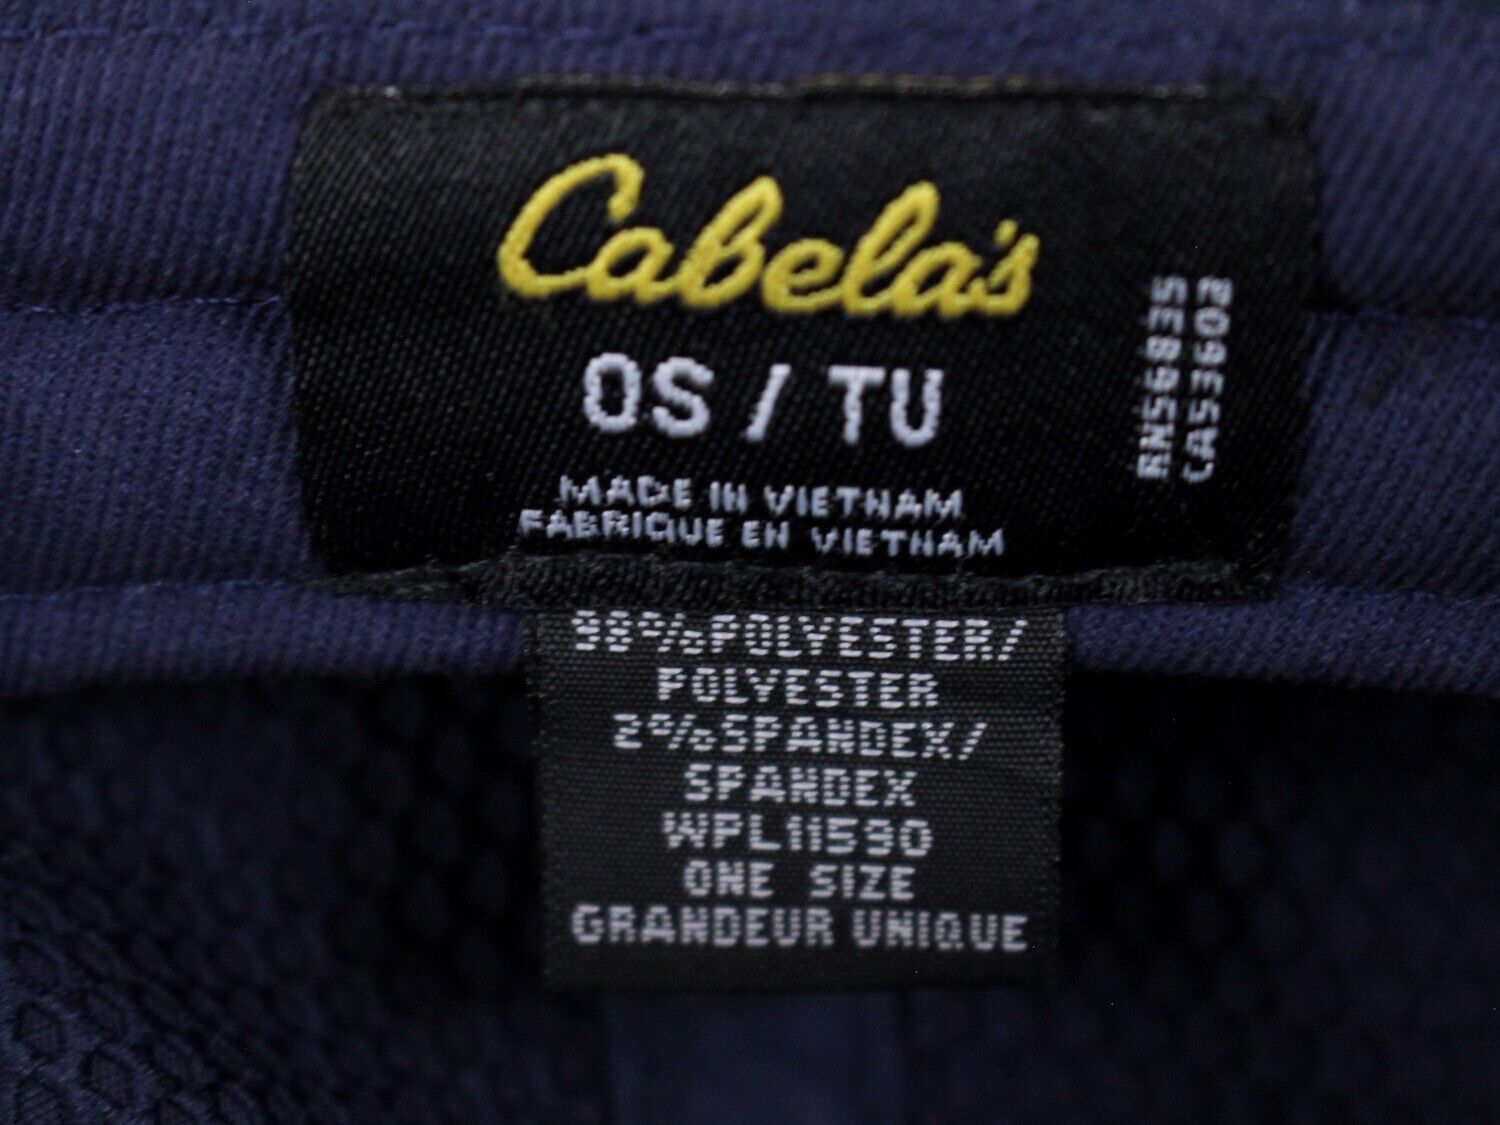 Cabela's
OS / TU
MADE IN VIETNAM
FABRIQUE EN VIETNAM
RN56835
CA53602
98%POLYESTER/
POLYESTER
2%SPANDEX/
SPANDEX
WPL11590
ONE SIZE
GRANDEUR UNIQUE